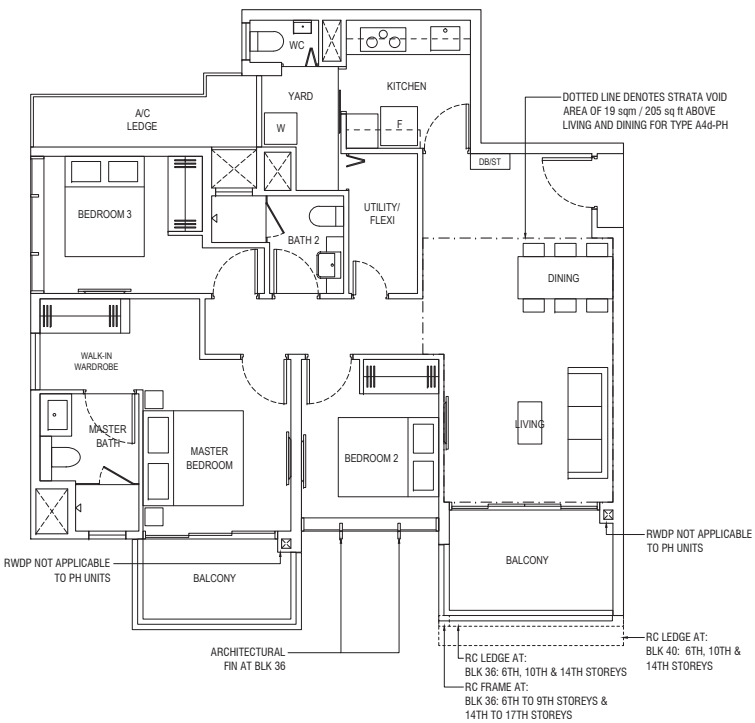 WC
KITCHEN
YARD
A/C
LEDGE
W
F
DOTTED LINE DENOTES STRATA VOID
AREA OF 19 sqm / 205 sq ft ABOVE
LIVING AND DINING FOR TYPE A4d-PH
DB/ST
BEDROOM 3
UTILITY/
FLEXI
BATH 2
DINING
WALK-IN
WARDROBE
MASTER
BATH
MASTER
BEDROOM
BEDROOM 2
LIVING
RWDP NOT APPLICABLE
TO PH UNITS
BALCONY
BALCONY
RWDP NOT APPLICABLE
TO PH UNITS
ARCHITECTURAL
FIN AT BLK 36
RC LEDGE AT:
BLK 36: 6TH, 10TH & 14TH STOREYS
RC FRAME AT:
BLK 36: 6TH TO 9TH STOREYS &
14TH TO 17TH STOREYS
RC LEDGE AT:
BLK 40:  6TH, 10TH &
14TH STOREYS